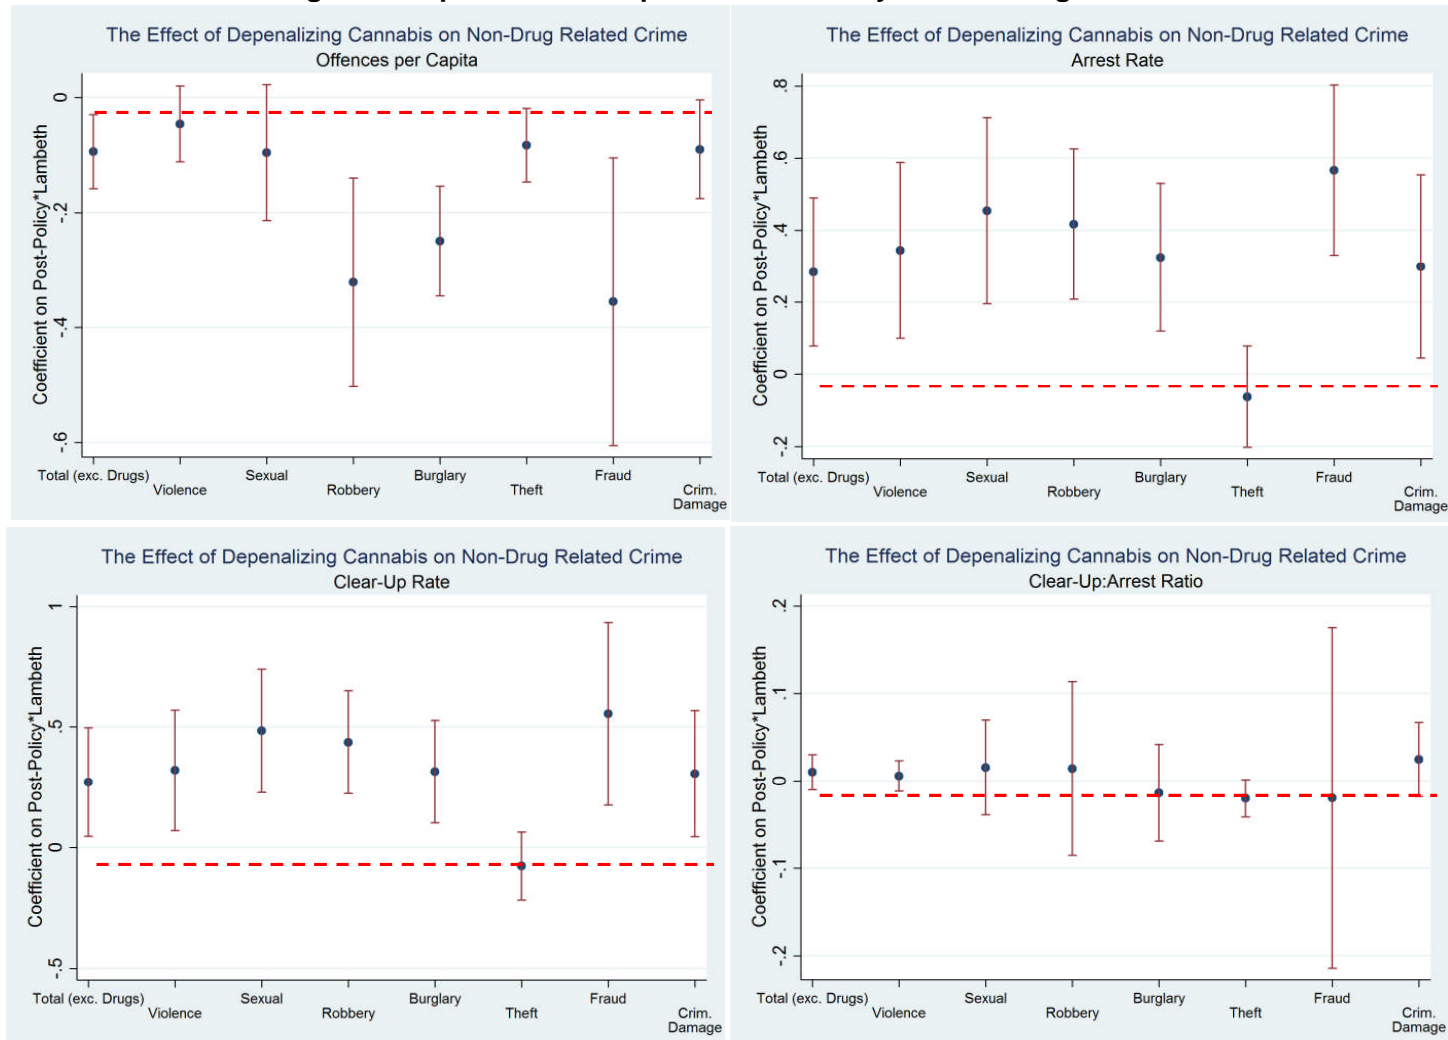 The Effect of Depenalizing Cannabis on Non-Drug Related Crime
Offences per Capita
Coefficient on Post-Policy*Lambeth
0
-.2
-.4
-.6
Total (exc. Drugs)
Violence
Sexual
Robbery
Burglary
Theft
Fraud
Crim.
Damage
The Effect of Depenalizing Cannabis on Non-Drug Related Crime
Arrest Rate
Coefficient on Post-Policy*Lambeth
.8
.6
.4
.2
0
-.2
Total (exc. Drugs)
Violence
Sexual
Robbery
Burglary
Theft
Fraud
Crim.
Damage
The Effect of Depenalizing Cannabis on Non-Drug Related Crime
Clear-Up Rate
Coefficient on Post-Policy*Lambeth
1
.5
0
-.5
Total (exc. Drugs)
Violence
Sexual
Robbery
Burglary
Theft
Fraud
Crim.
Damage
The Effect of Depenalizing Cannabis on Non-Drug Related Crime
Clear-Up:Arrest Ratio
Coefficient on Post-Policy*Lambeth
.2
.1
0
-.1
-.2
Total (exc. Drugs)
Violence
Sexual
Robbery
Burglary
Theft
Fraud
Crim.
Damage